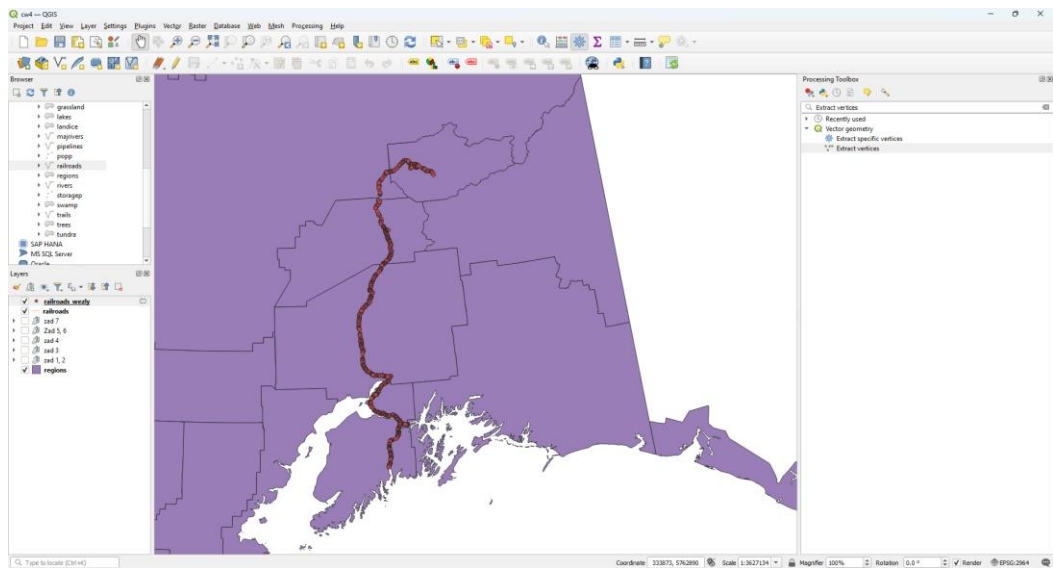 cw4 — QGIS
Project Edit View Layer Settings Plugins Vector Raster Database Web Mesh Processing Help
Browser
grassland
lakes
landice
majrivers
pipelines
popp
railroads
regions
rivers
storagep
swamp
trails
trees
tundra
SAP HANA
MS SQL Server
Oracle
Layers
railroads_wezly
railroads
zad 7
Zad 5, 6
zad 4
zad 3
zad 1, 2
regions
Processing Toolbox
Extract vertices
Recently used
Vector geometry
Extract specific vertices
Extract vertices
Type to locate (Ctrl+K)
Coordinate 333873, 5762890 Scale 1:3627134 Magnifier 100% Rotation 0.0 ° Render EPSG:2964